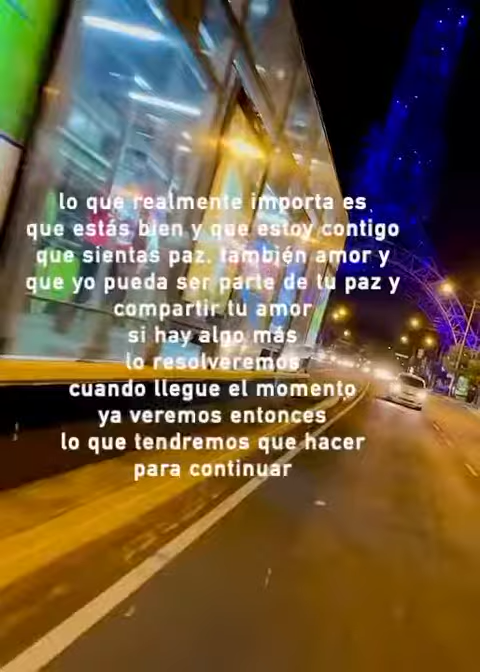 lo que realmente importa es
que estás bien y que estoy contigo
que sientas paz. también amor y
que yo pueda ser parte de tu paz y
compartir tu amor
si hay algo más
lo resolveremos
cuando llegue el momento
ya veremos entonces
lo que tendremos que hacer
para continuar